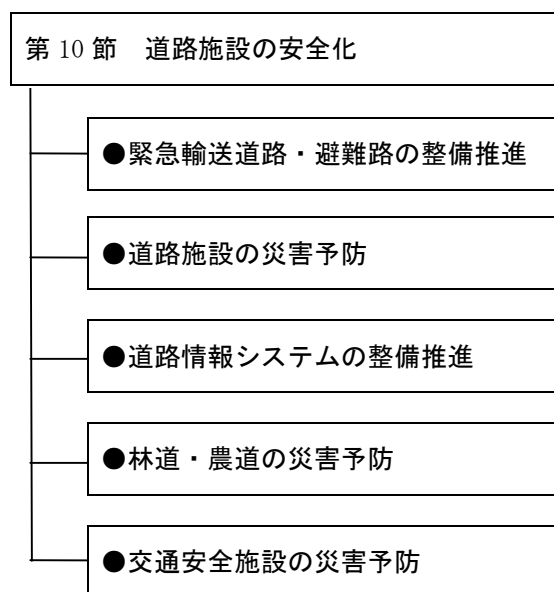 第 10 節　道路施設の安全化
●緊急輸送道路・避難路の整備推進
●道路施設の災害予防
●道路情報システムの整備推進
●林道・農道の災害予防
●交通安全施設の災害予防